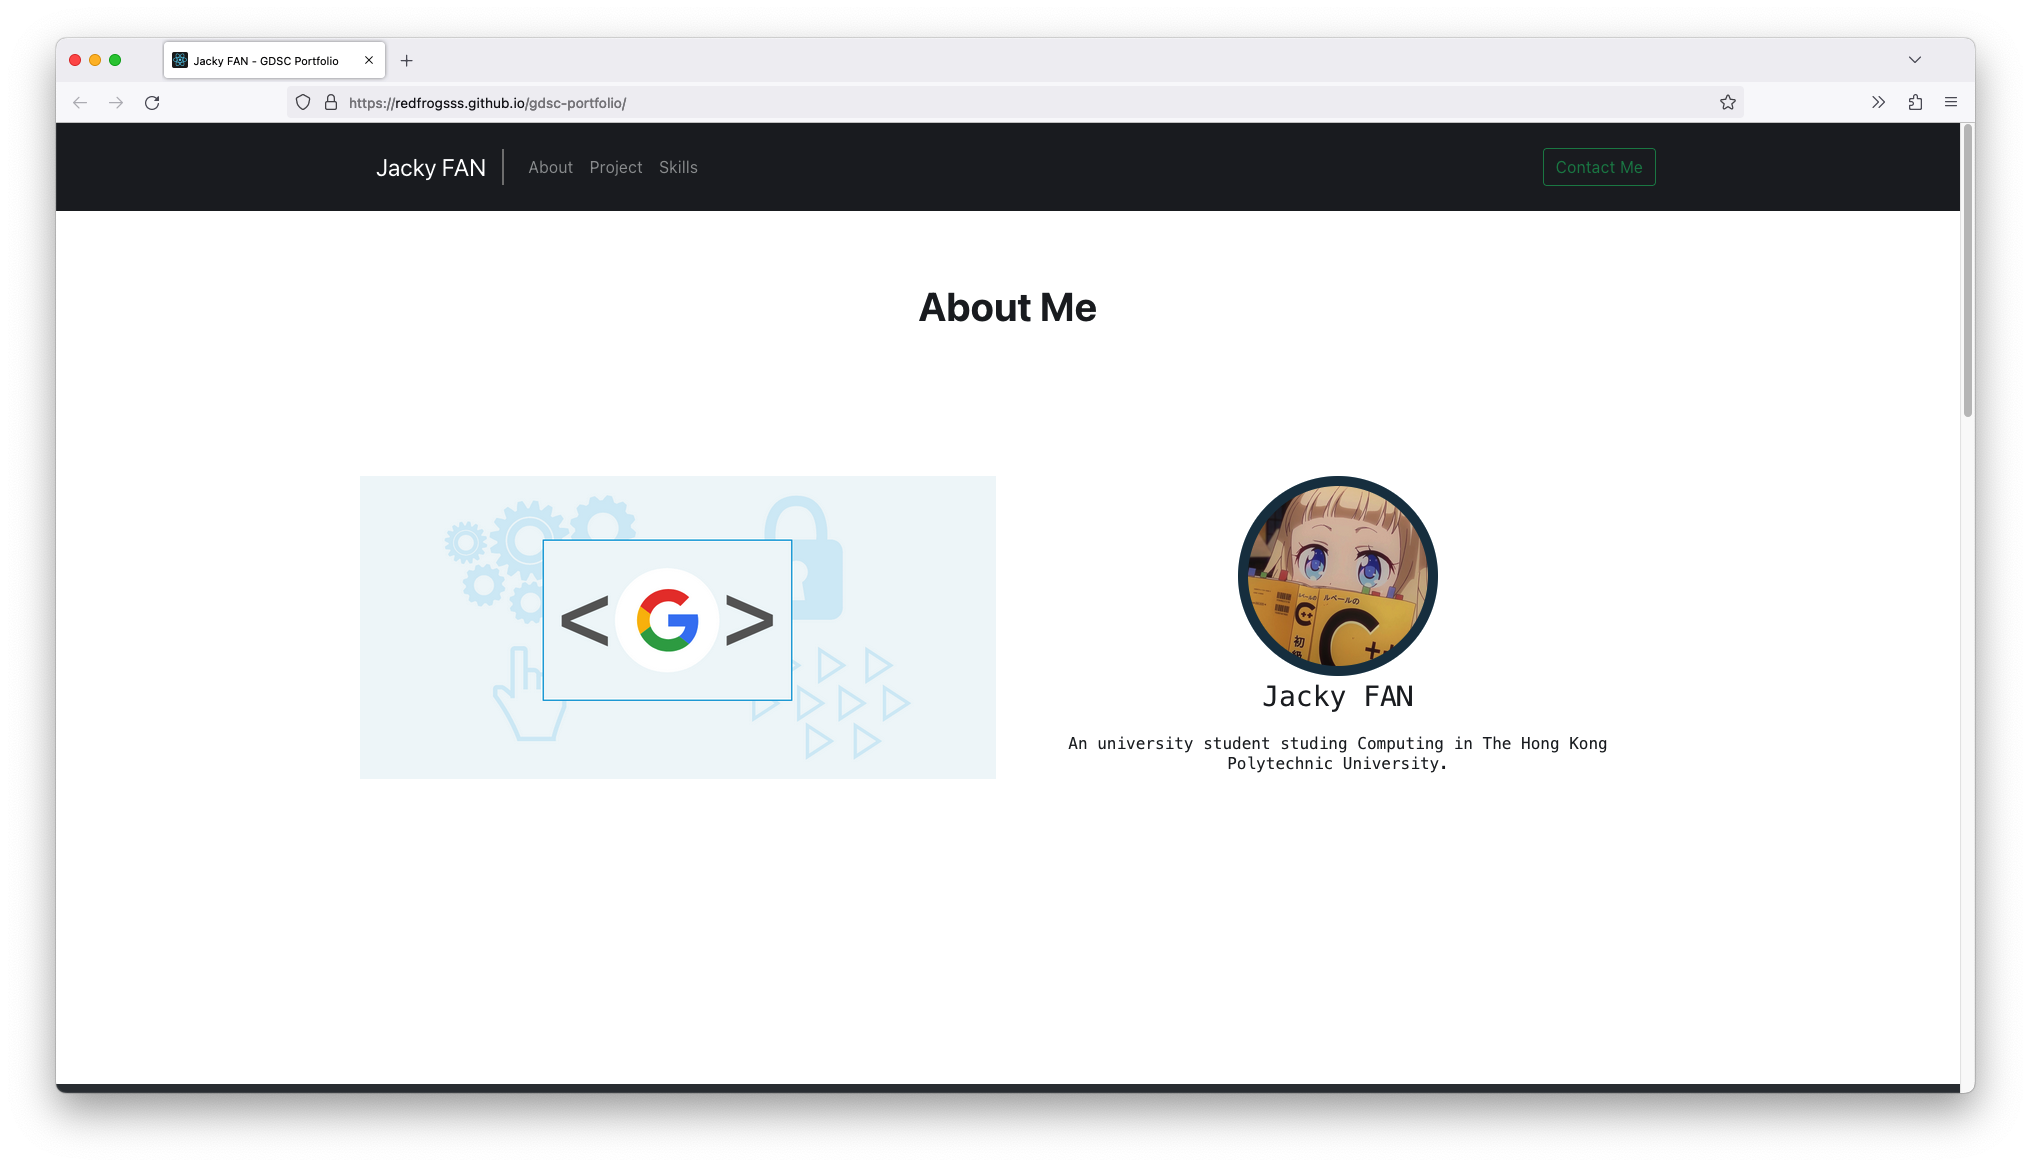 Jacky FAN - GDSC Portfolio
https://redfrogsss.github.io/gdsc-portfolio/
Jacky FAN
About
Project
Skills
Contact Me
About Me
< G >
ルベールの
C++
初
C++
Jacky FAN
An university student studing Computing in The Hong Kong
Polytechnic University.